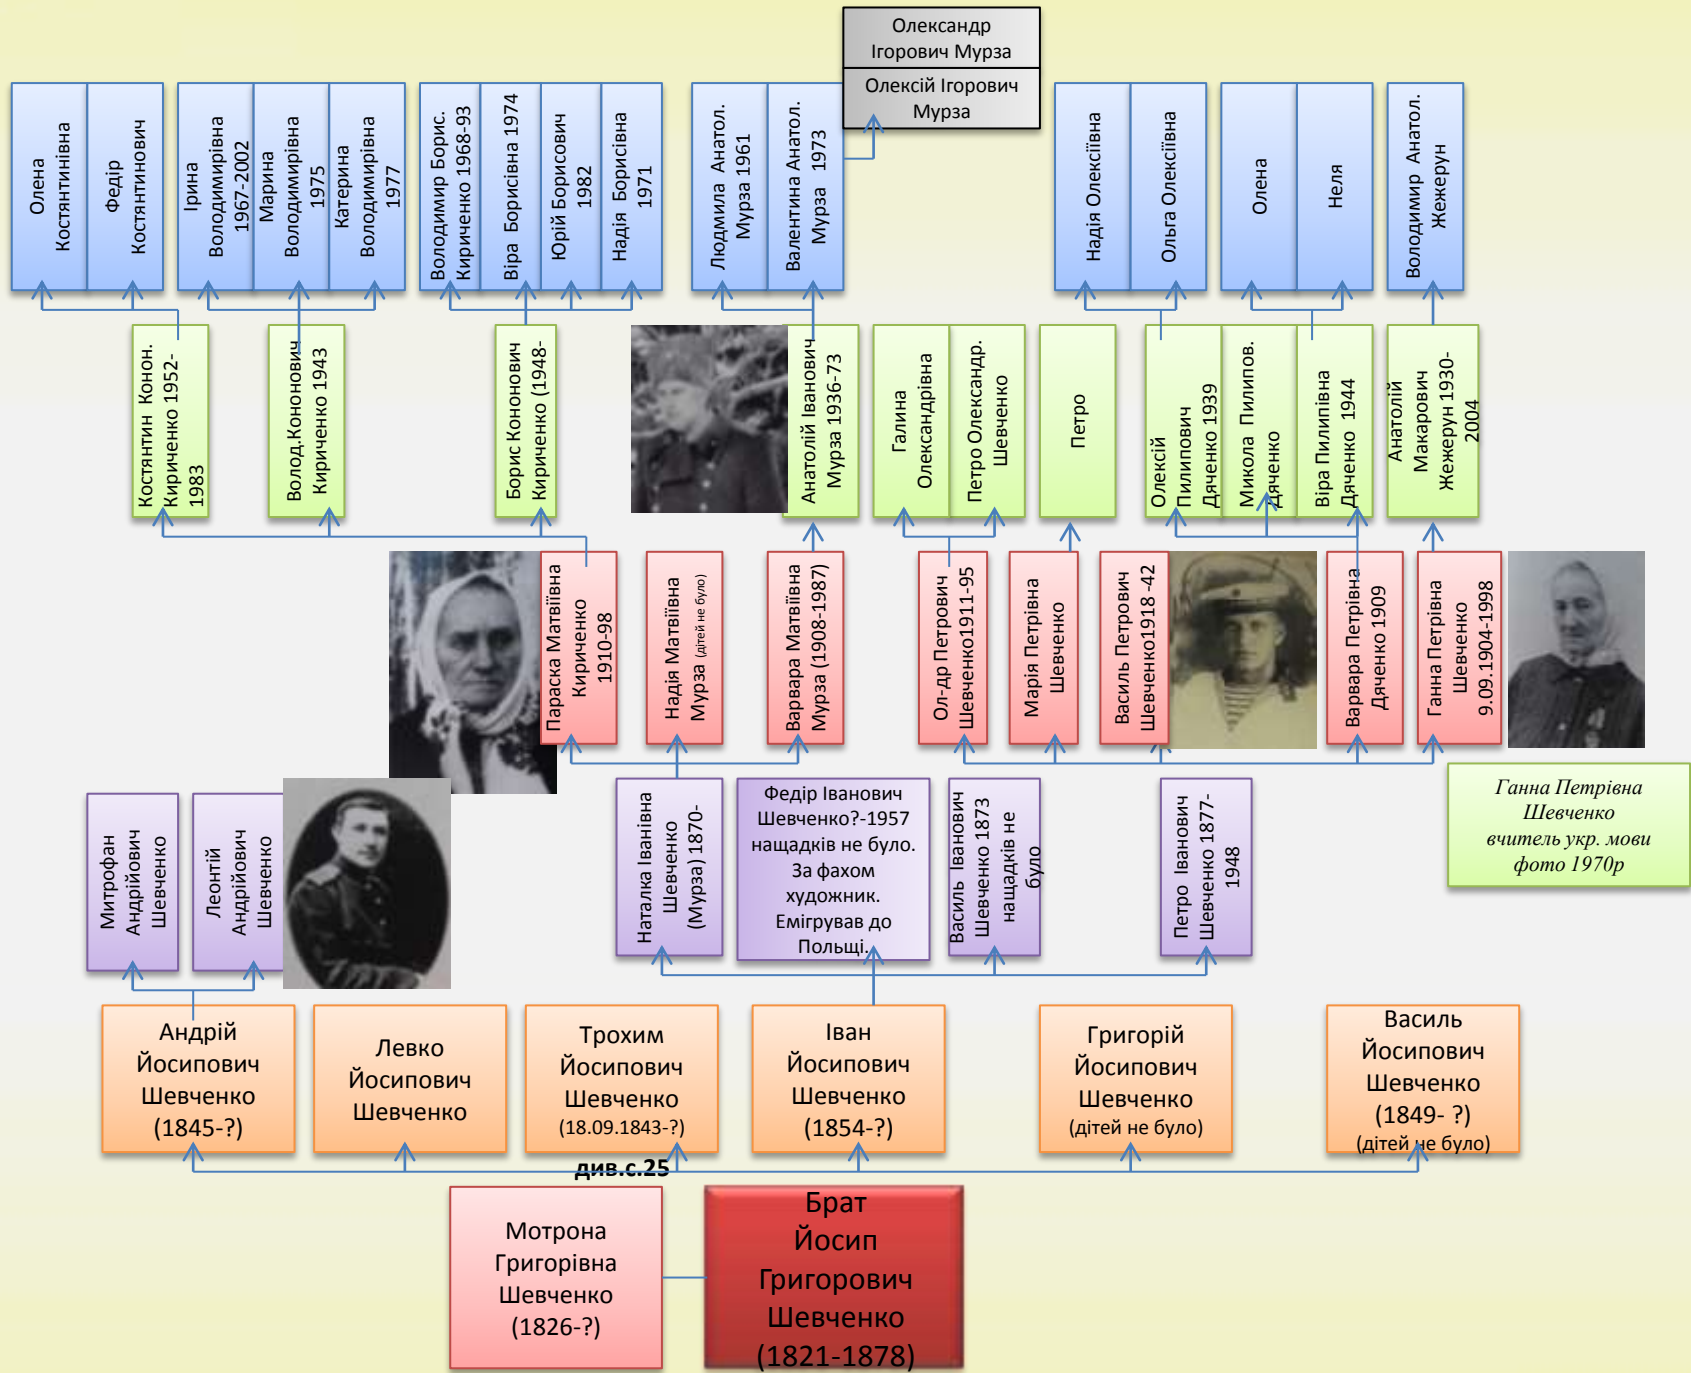 Олександр
Ігорович Мурза
Олексій Ігорович
Мурза
Олена
Костянтинівна
Федір
Костянтинович
Ірина
Володимирівна
1967-2002
Марина
Володимирівна
1975
Катерина
Володимирівна
1977
Володимир Борис.
Кириченко 1968-93
Віра Борисівна 1974
Юрій Борисович
1982
Надія Борисівна
1971
Людмила Анатол.
Мурза 1961
Валентина Анатол.
Мурза 1973
Надія Олексіївна
Ольга Олексіївна
Олена
Неля
Володимир Анатол.
Жежерун
Костянтин Конон.
Кириченко 1952-
1983
Волод.Кононович
Кириченко 1943
Борис Кононович
Кириченко (1948-
Анатолій Іванович
Мурза 1936-73
Галина
Олександрівна
Петро Олександр.
Шевченко
Петро
Олексій
Пилипович
Дяченко 1939
Микола Пилипов.
Дяченко
Віра Пилипівна
Дяченко 1944
Анатолій
Макарович
Жежерун 1930-
2004
Параска Матвіївна
Кириченко
1910-98
Надія Матвіївна
Мурза (дітей не було)
Варвара Матвіївна
Мурза (1908-1987)
Ол-др Петрович
Шевченко1911-95
Марія Петрівна
Шевченко
Василь Петрович
Шевченко1918 -42
Варвара Петрівна
Дяченко 1909
Ганна Петрівна
Шевченко
9.09.1904-1998
Ганна Петрівна
Шевченко
вчитель укр. мови
фото 1970р
Митрофан
Андрійович
Шевченко
Леонтій
Андрійович
Шевченко
Наталка Іванівна
Шевченко
(Мурза) 1870-
Федір Іванович
Шевченко?-1957
нащадків не було.
За фахом
художник.
Емігрував до
Польщі.
Василь Іванович
Шевченко 1873
нащадків не
було
Петро Іванович
Шевченко 1877-
1948
Андрій
Йосипович
Шевченко
(1845-?)
Левко
Йосипович
Шевченко
Трохим
Йосипович
Шевченко
(18.09.1843-?)
Іван
Йосипович
Шевченко
(1854-?)
Григорій
Йосипович
Шевченко
(дітей не було)
Василь
Йосипович
Шевченко
(1849- ?)
(дітей не було)
див.с.25
Мотрона
Григорівна
Шевченко
(1826-?)
Брат
Йосип
Григорович
Шевченко
(1821-1878)